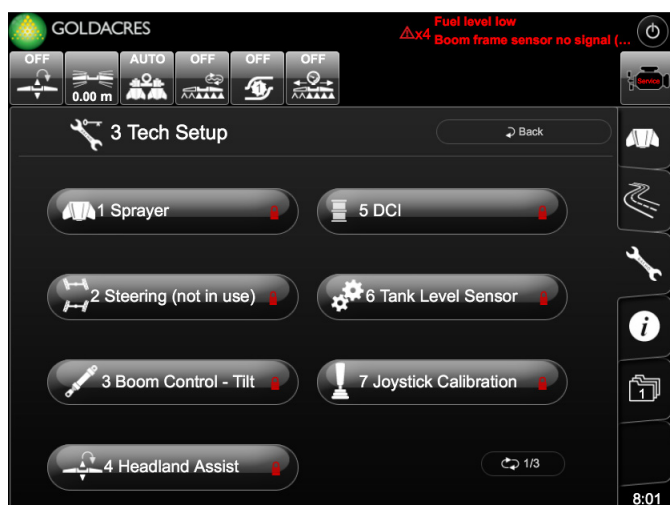 GOLDACRES
⚠x4 Fuel level low
Boom frame sensor no signal (...
OFF
AUTO
OFF
OFF
OFF
0.00 m
Service
3 Tech Setup
Back
1 Sprayer
5 DCI
2 Steering (not in use)
6 Tank Level Sensor
3 Boom Control - Tilt
7 Joystick Calibration
4 Headland Assist
1/3
1
8:01